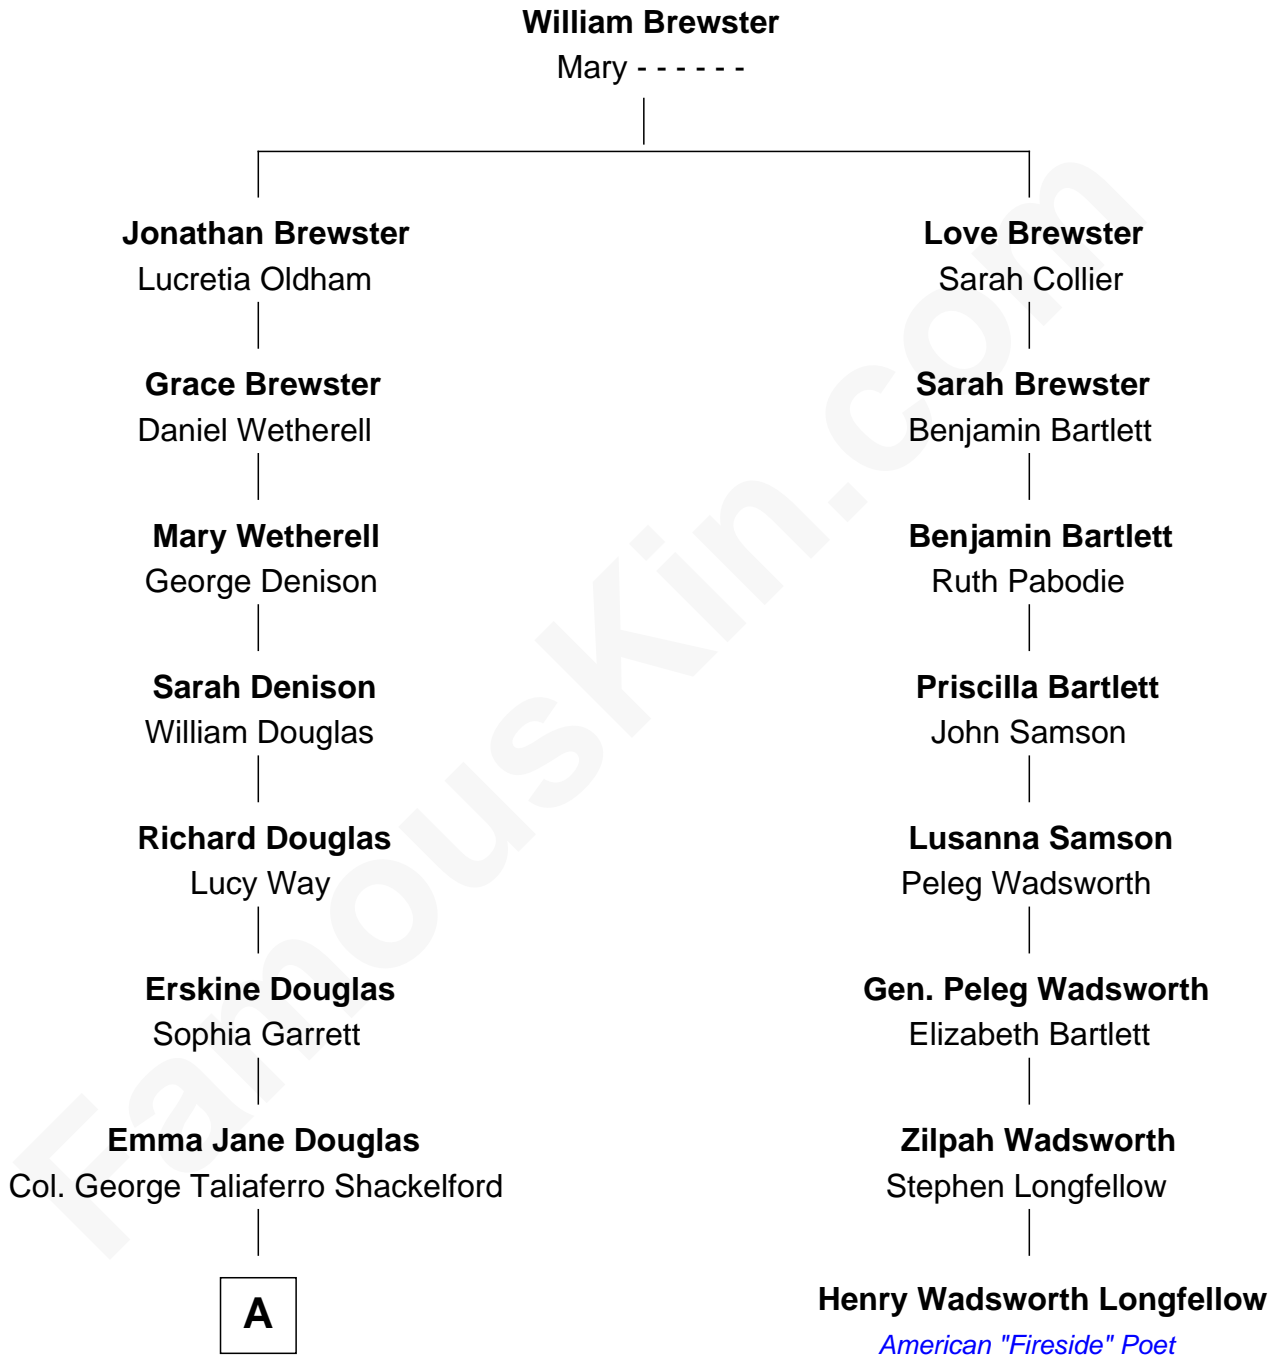 William Brewster
Mary - - - - - -
Jonathan Brewster
Lucretia Oldham
Love Brewster
Sarah Collier
Grace Brewster
Daniel Wetherell
Sarah Brewster
Benjamin Bartlett
Mary Wetherell
George Denison
Benjamin Bartlett
Ruth Pabodie
Sarah Denison
William Douglas
Priscilla Bartlett
John Samson
Richard Douglas
Lucy Way
Lusanna Samson
Peleg Wadsworth
Erskine Douglas
Sophia Garrett
Gen. Peleg Wadsworth
Elizabeth Bartlett
Emma Jane Douglas
Col. George Taliaferro Shackelford
Zilpah Wadsworth
Stephen Longfellow
A
Henry Wadsworth Longfellow
American "Fireside" Poet
FamousKin.com